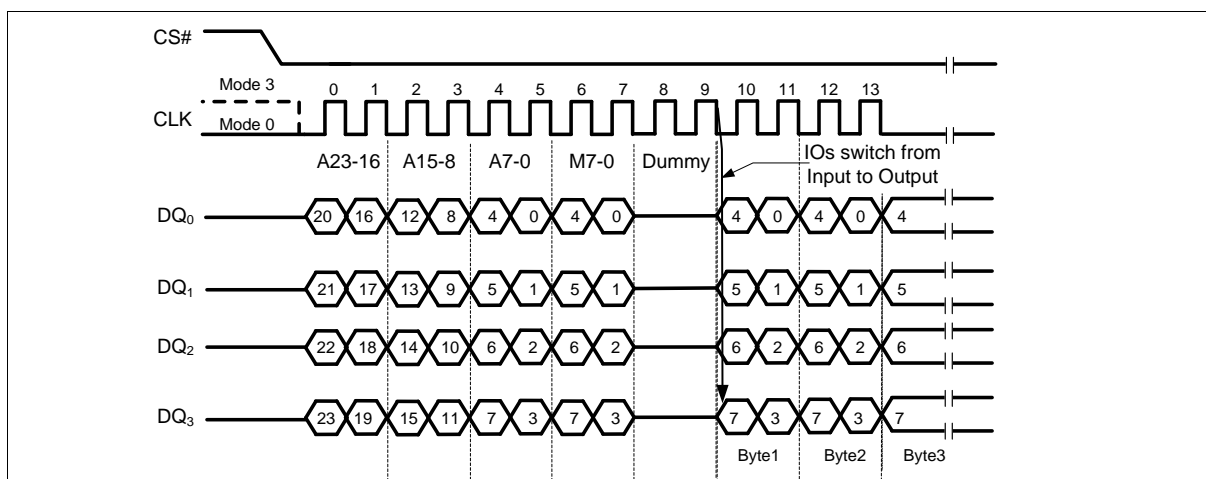 CS#
Mode 3
CLK
Mode 0
0 1 2 3 4 5 6 7 8 9 10 11 12 13
A23-16 A15-8 A7-0 M7-0 Dummy
IOs switch from
Input to Output
DQ0 20 16 12 8 4 0 4 0 4 0 4 0 4
DQ1 21 17 13 9 5 1 5 1 5 1 5 1 5
DQ2 22 18 14 10 6 2 6 2 6 2 6 2 6
DQ3 23 19 15 11 7 3 7 3 7 3 7 3 7
Byte1 Byte2 Byte3